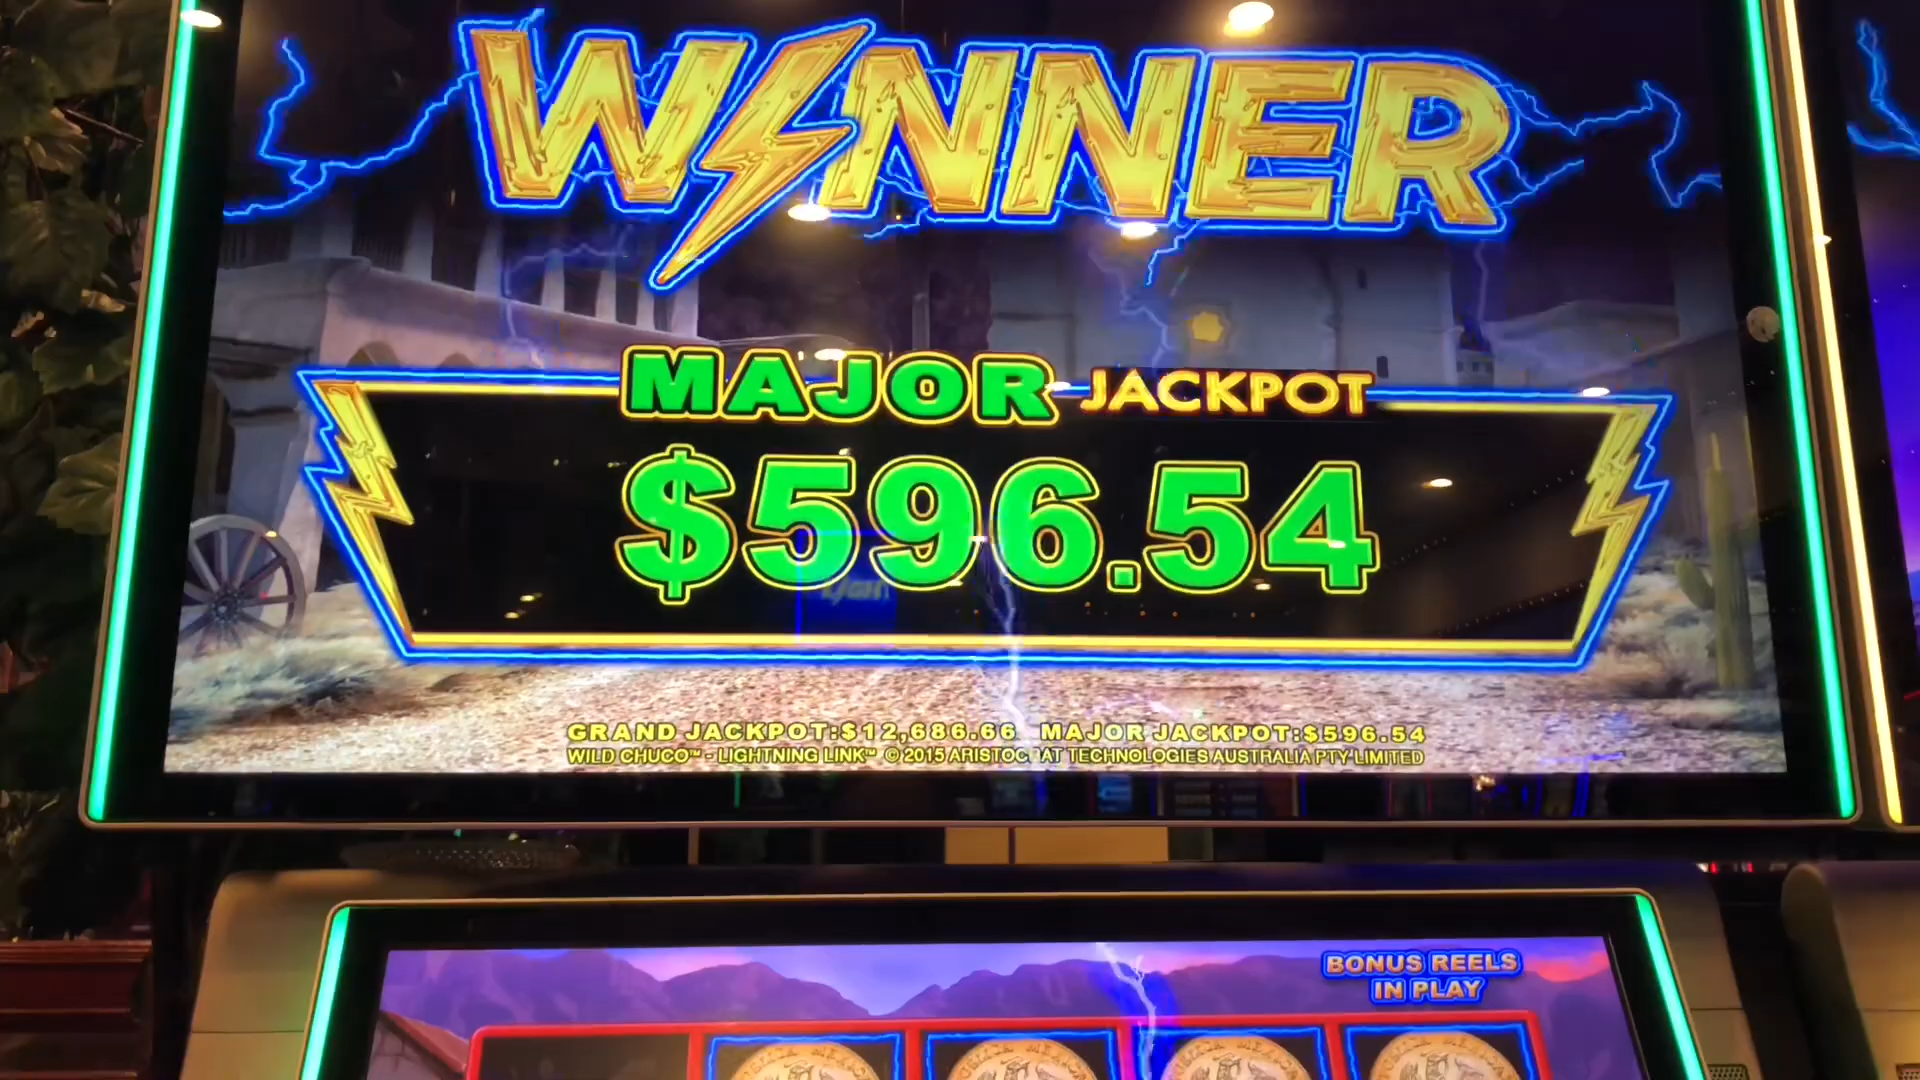 WINNER
MAJOR JACKPOT
$596.54
GRAND JACKPOT:$12,686.66 MAJOR JACKPOT:$596.54
WILD CHUCO™ - LIGHTNING LINK™ ©2015 ARISTOCRAT TECHNOLOGIES AUSTRALIA PTY LIMITED
BONUS REELS
IN PLAY